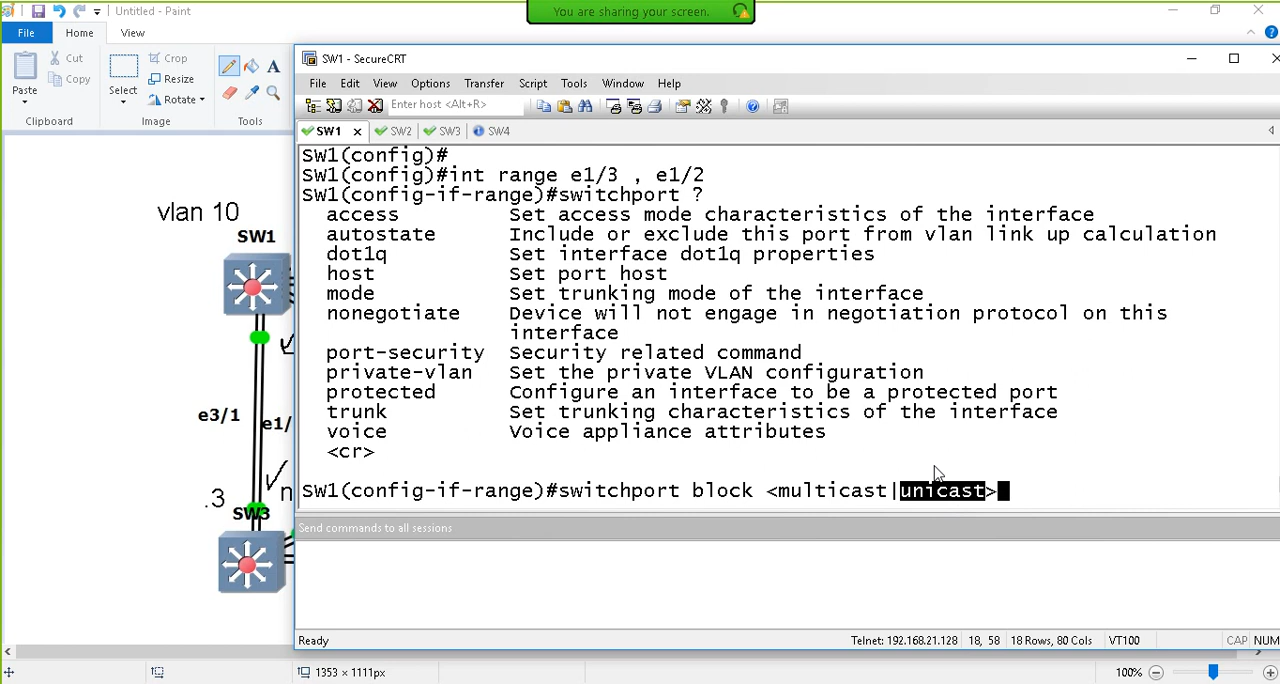 You are sharing your screen.
Untitled - Paint
File Home View
Paste
Cut
Copy
Clipboard
Select
Crop
Resize
Rotate
Image
Tools
SW1 - SecureCRT
File Edit View Options Transfer Script Tools Window Help
Enter host <Alt+R>
SW1 SW2 SW3 SW4
SW1(config)#
SW1(config)#int range e1/3 , e1/2
SW1(config-if-range)#switchport ?
access Set access mode characteristics of the interface
autostate Include or exclude this port from vlan link up calculation
dot1q Set interface dot1q properties
host Set port host
mode Set trunking mode of the interface
nonegotiate Device will not engage in negotiation protocol on this
interface
port-security Security related command
private-vlan Set the private VLAN configuration
protected Configure an interface to be a protected port
trunk Set trunking characteristics of the interface
voice Voice appliance attributes
<cr>
SW1(config-if-range)#switchport block <multicast|unicast>
Send commands to all sessions
Ready
Telnet: 192.168.21.128 18, 58 18 Rows, 80 Cols VT100 CAP NUM
vlan 10
SW1
e3/1
e1/
.3
n
SW3
1353 × 1111px
100%